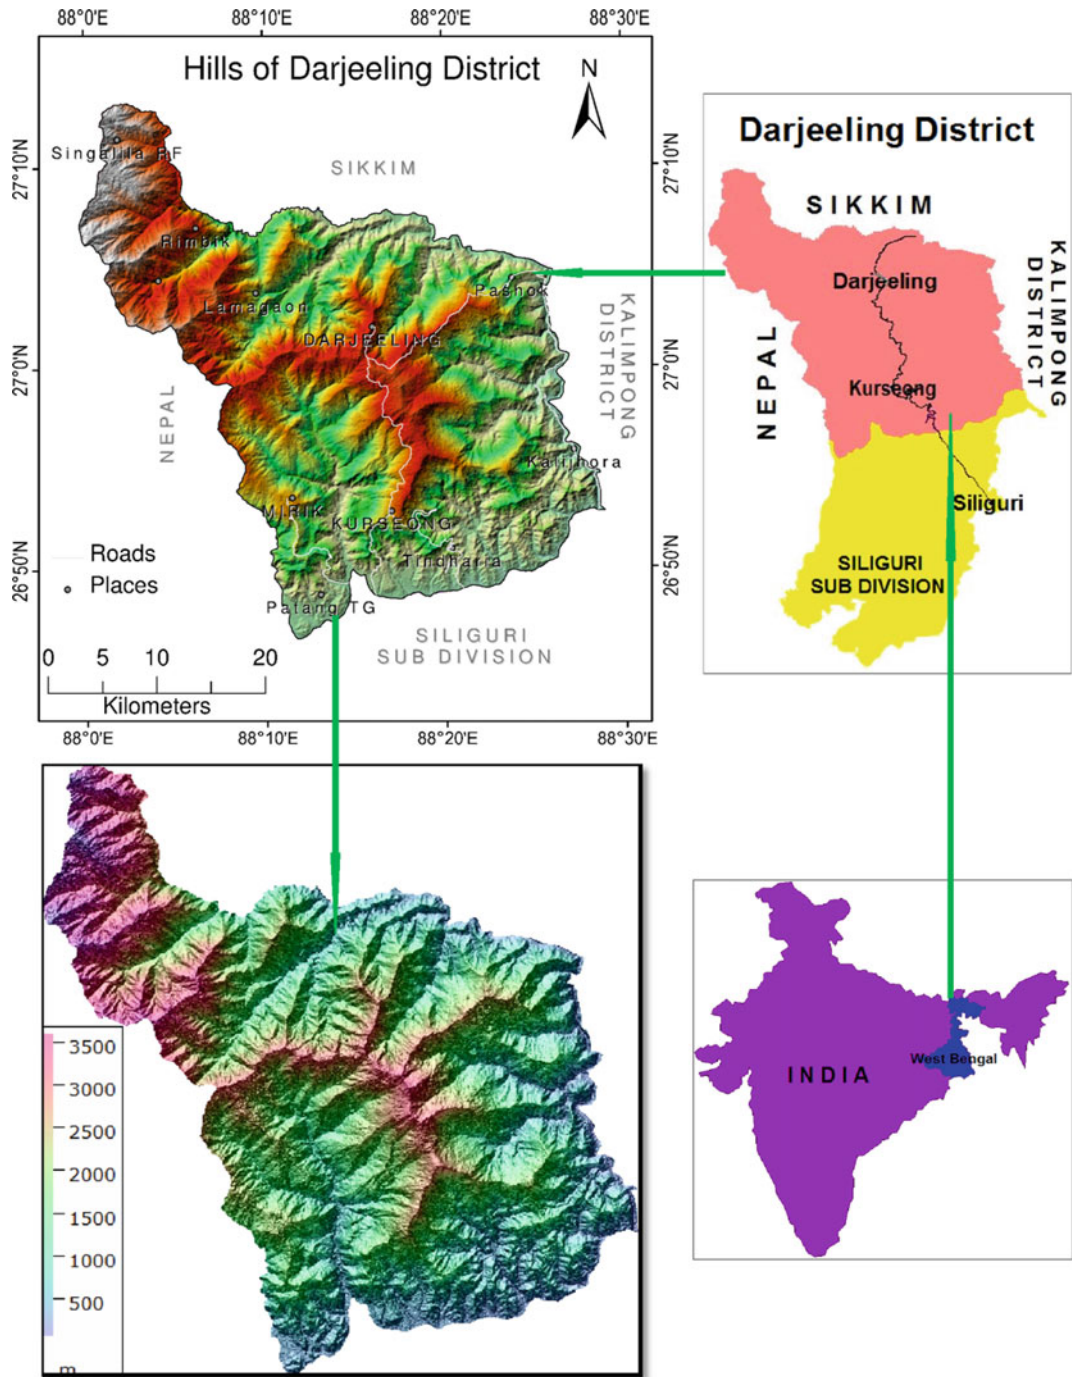 88°0'E 88°10'E 88°20'E 88°30'E
Hills of Darjeeling District
N
27°10'N
27°0'N
26°50'N
27°10'N
27°0'N
26°50'N
SIKKIM
Singalila RF
Rimbik
Lamagaon
Pashok
DARJEELING
KALIMPONG
DISTRICT
NEPAL
Kalijhora
MIRIK
KURSEONG
Tindharia
Patang TG
SILIGURI
SUB DIVISION
Roads
Places
0 5 10 20
Kilometers
88°0'E 88°10'E 88°20'E 88°30'E
Darjeeling District
SIKKIM
KALIMPONG
DISTRICT
Darjeeling
NEPAL
Kurseong
Siliguri
SILIGURI
SUB DIVISION
3500
3000
2500
2000
1500
1000
500
m
INDIA
West Bengal